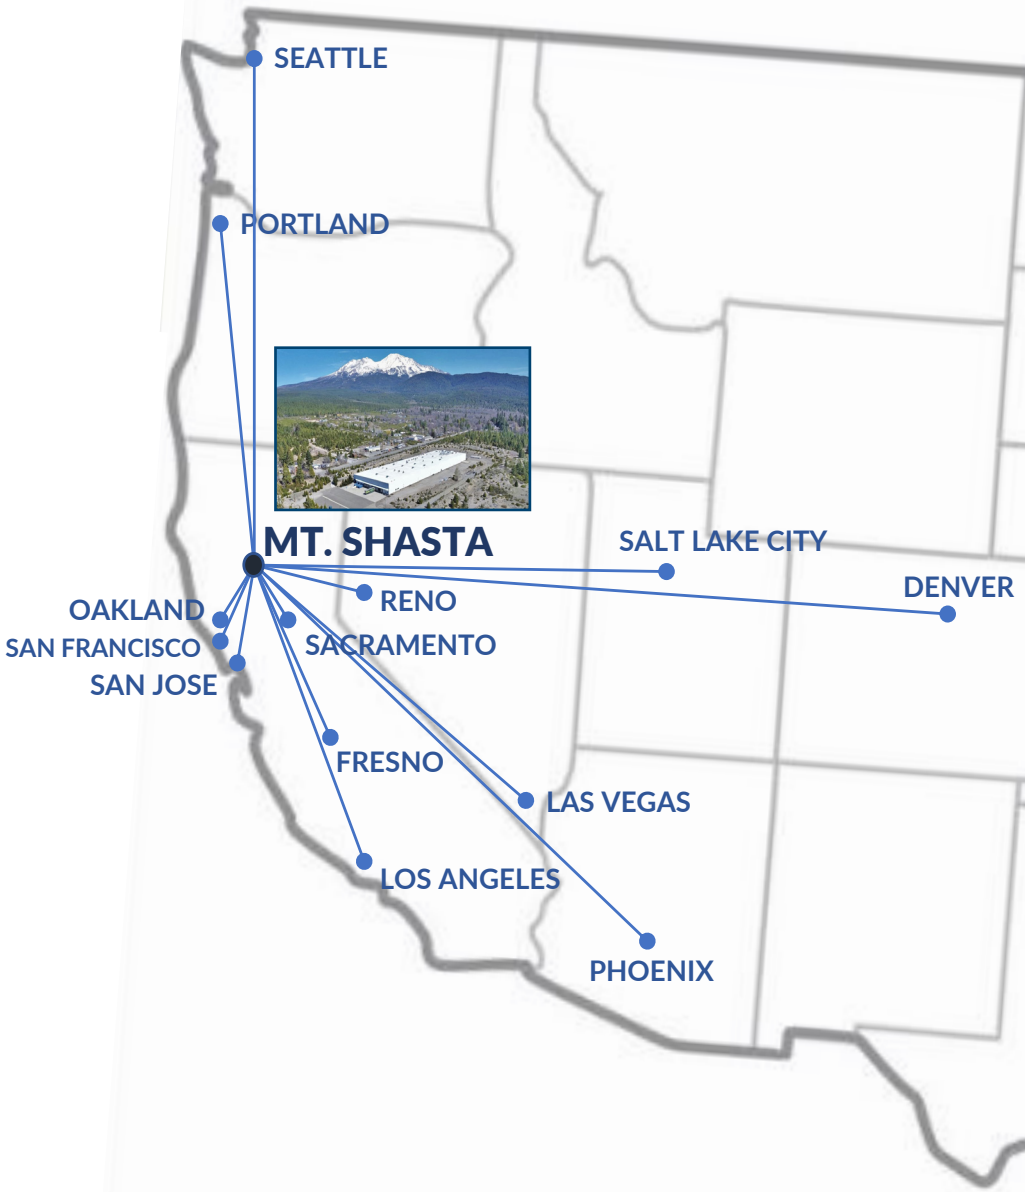 SEATTLE
PORTLAND
MT. SHASTA
SALT LAKE CITY
DENVER
RENO
OAKLAND
SAN FRANCISCO
SACRAMENTO
SAN JOSE
FRESNO
LAS VEGAS
LOS ANGELES
PHOENIX